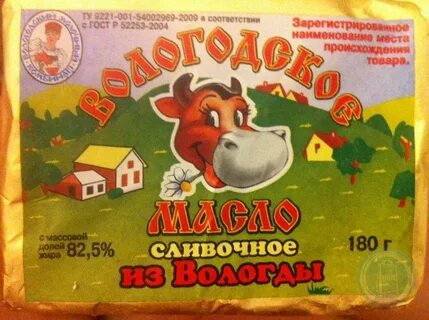 ТУ 9221-001-54002969-2009 в соответствии
с ГОСТ Р 52253-2004
Зарегистрированное
наименование места
происхождения
товара.
ВОЛОГОДСКОЕ
МАСЛО
СЛИВОЧНОЕ
из Вологды
с массовой
долей
жира 82,5%
180 г